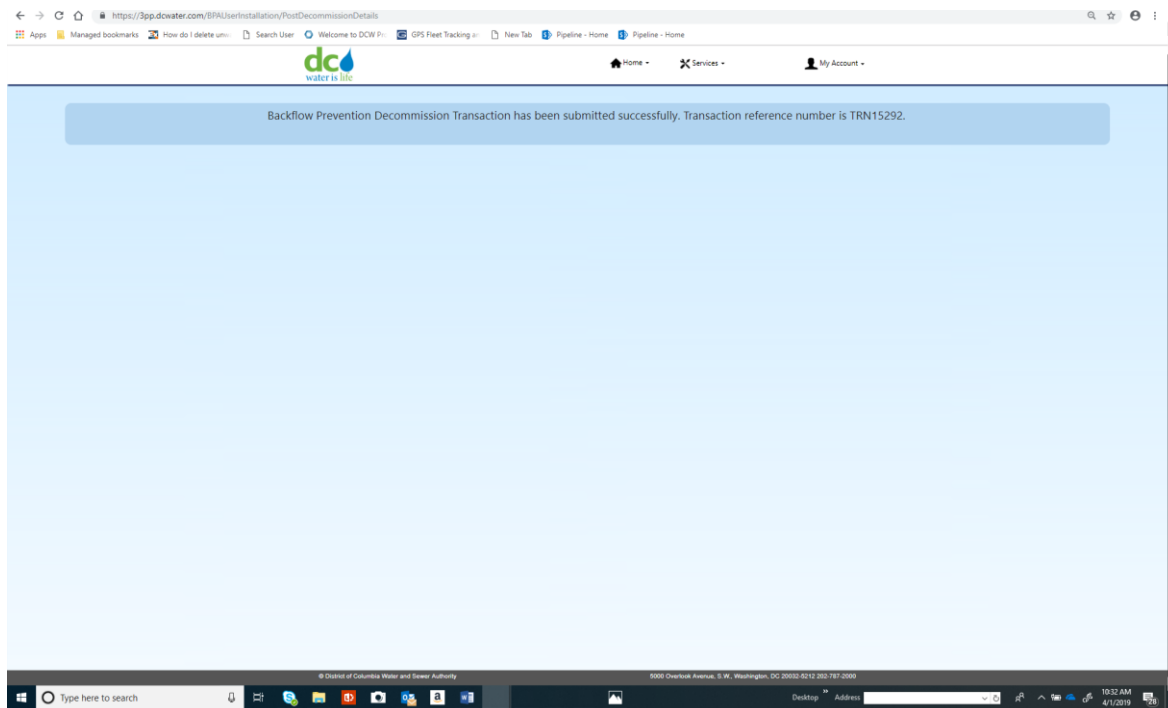 https://3pp.dcwater.com/BPAUserInstallation/PostDecommissionDetails
Apps Managed bookmarks How do I delete unw Search User Welcome to DCW Pr GPS Fleet Tracking an New Tab Pipeline - Home Pipeline - Home
dc
water is life
Home Services My Account
Backflow Prevention Decommission Transaction has been submitted successfully. Transaction reference number is TRN15292.
© District of Columbia Water and Sewer Authority 5000 Overlook Avenue, S.W., Washington, DC 20032-5212 202-787-2000
Type here to search Desktop » Address 10:32 AM
4/1/2019